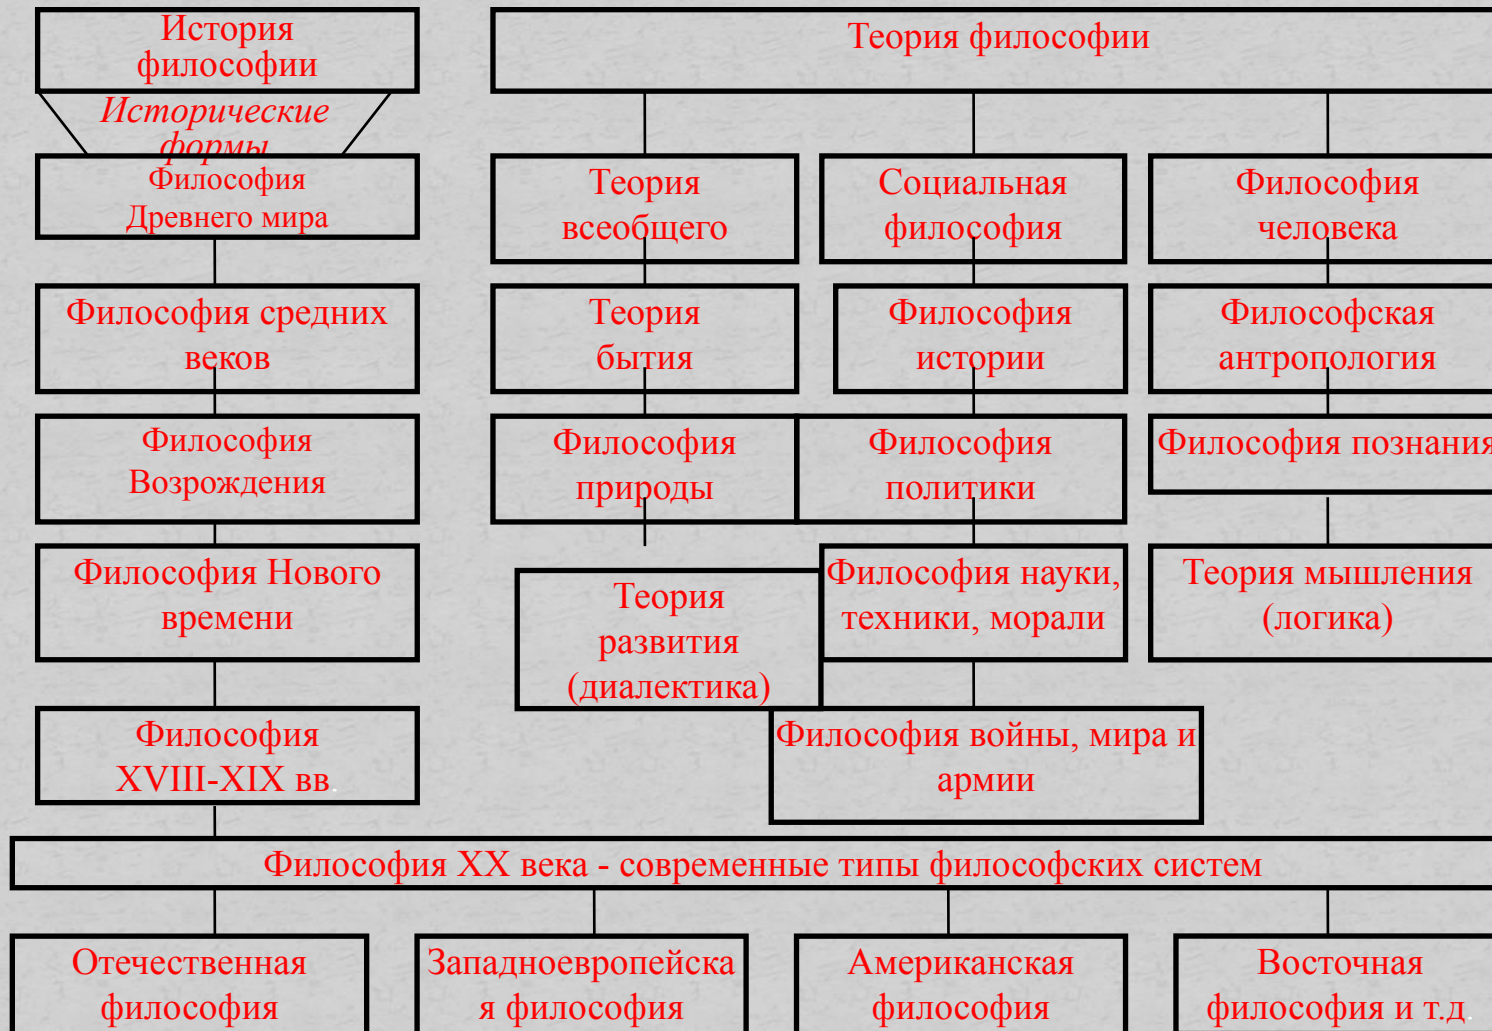 История
философии
Теория философии
Исторические
формы
Философия
Древнего мира
Теория
всеобщего
Социальная
философия
Философия
человека
Философия средних
веков
Теория
бытия
Философия
истории
Философская
антропология
Философия
Возрождения
Философия
природы
Философия
политики
Философия познания
Философия Нового
времени
Теория
развития
(диалектика)
Философия науки,
техники, морали
Теория мышления
(логика)
Философия
XVIII-XIX вв.
Философия войны, мира и
армии
Философия XX века - современные типы философских систем
Отечественная
философия
Западноевропейска
я философия
Американская
философия
Восточная
философия и т.д.